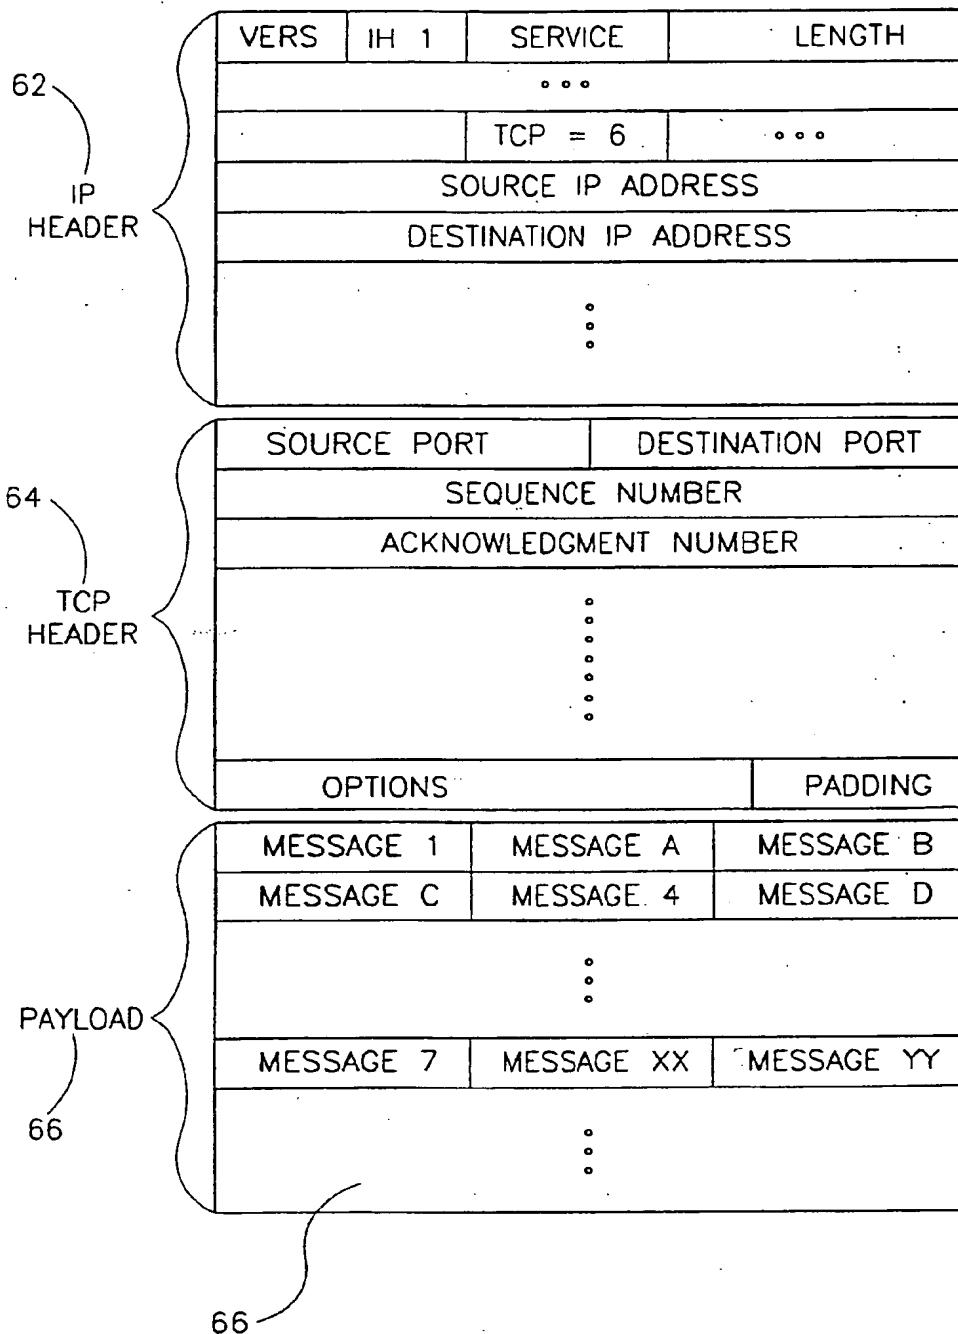 VERS IH 1 SERVICE LENGTH
62
TCP = 6
IP
HEADER
SOURCE IP ADDRESS
DESTINATION IP ADDRESS
SOURCE PORT DESTINATION PORT
64
SEQUENCE NUMBER
ACKNOWLEDGMENT NUMBER
TCP
HEADER
OPTIONS PADDING
MESSAGE 1 MESSAGE A MESSAGE B
MESSAGE C MESSAGE 4 MESSAGE D
PAYLOAD
MESSAGE 7 MESSAGE XX MESSAGE YY
66
66